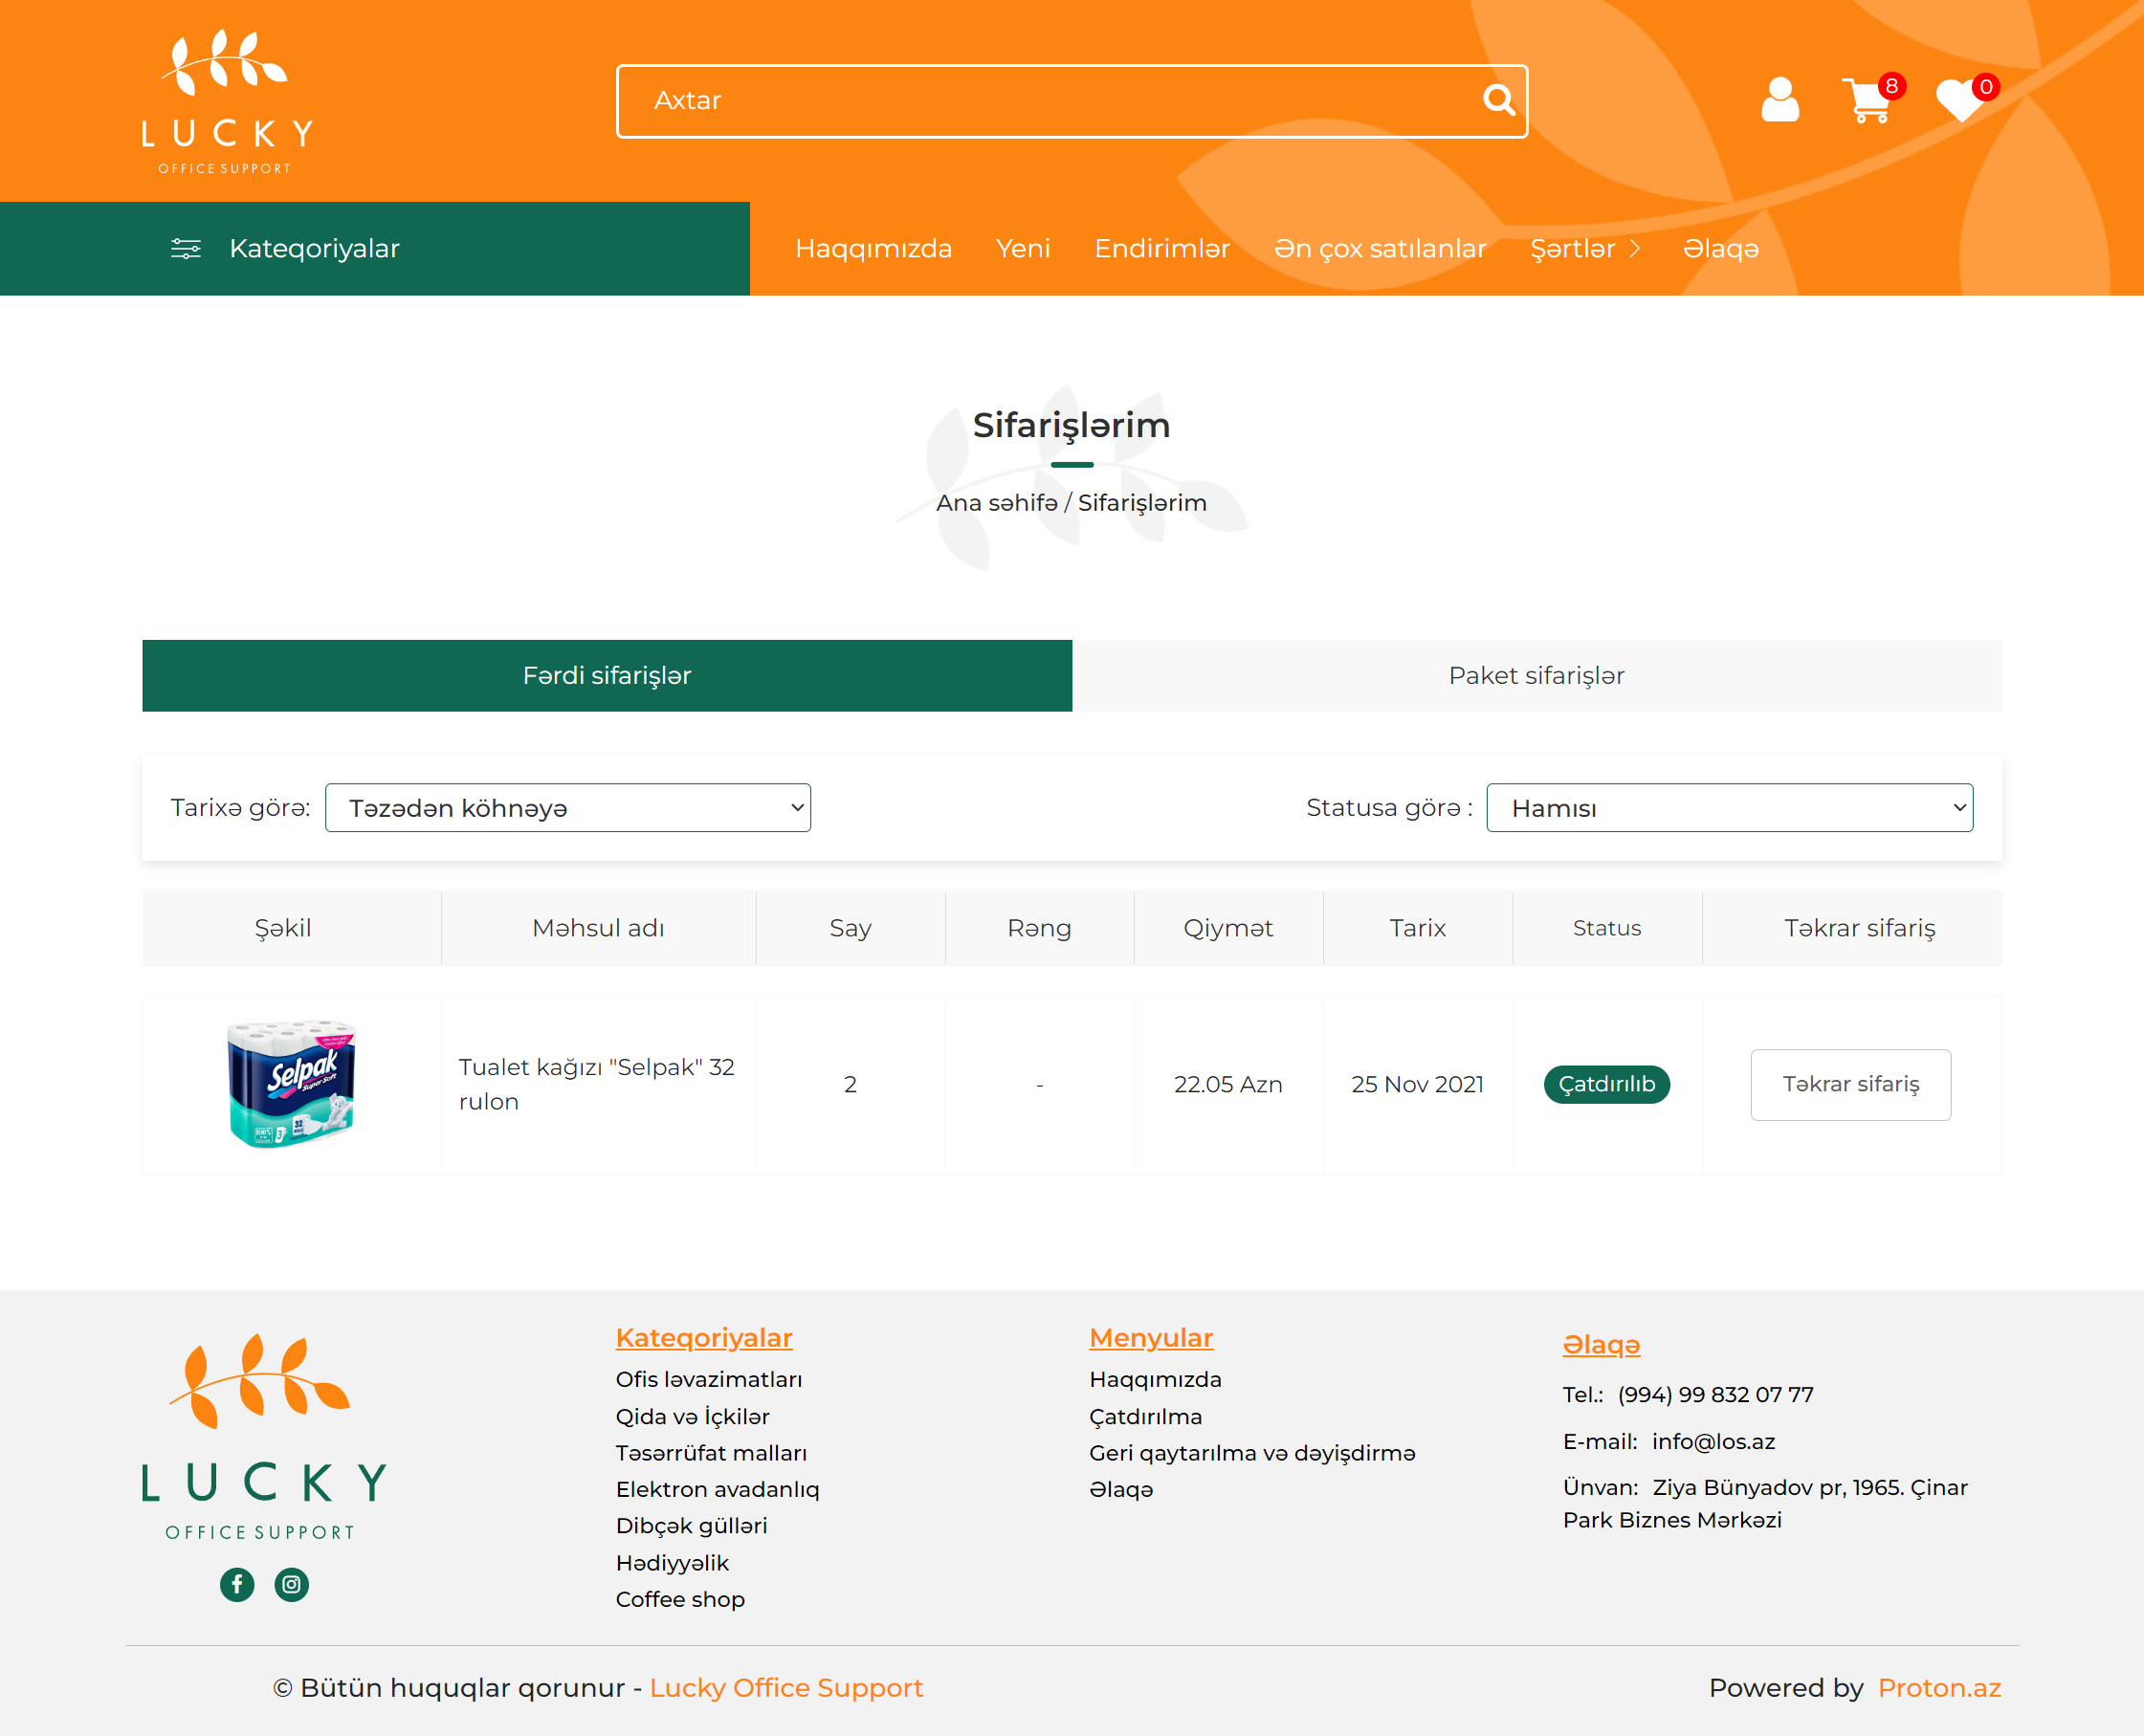 LUCKY
OFFICE SUPPORT
Axtar
8
0
Kateqoriyalar
Haqqımızda
Yeni
Endirimlər
Ən çox satılanlar
Şərtlər
Əlaqə
Sifarişlərim
Ana səhifə / Sifarişlərim
Fərdi sifarişlər
Paket sifarişlər
Tarixə görə: Təzədən köhnəyə
Statusa görə : Hamısı
Şəkil
Məhsul adı
Say
Rəng
Qiymət
Tarix
Status
Təkrar sifariş
Selpak
Super Soft
32
Tualet kağızı "Selpak" 32
rulon
2
-
22.05 Azn
25 Nov 2021
Çatdırılıb
Təkrar sifariş
LUCKY
OFFICE SUPPORT
Kateqoriyalar
Ofis ləvazimatları
Qida və İçkilər
Təsərrüfat malları
Elektron avadanlıq
Dibçək gülləri
Hədiyyəlik
Coffee shop
Menyular
Haqqımızda
Çatdırılma
Geri qaytarılma və dəyişdirmə
Əlaqə
Əlaqə
Tel.: (994) 99 832 07 77
E-mail: info@los.az
Ünvan: Ziya Bünyadov pr, 1965. Çinar
Park Biznes Mərkəzi
© Bütün huquqlar qorunur - Lucky Office Support
Powered by Proton.az